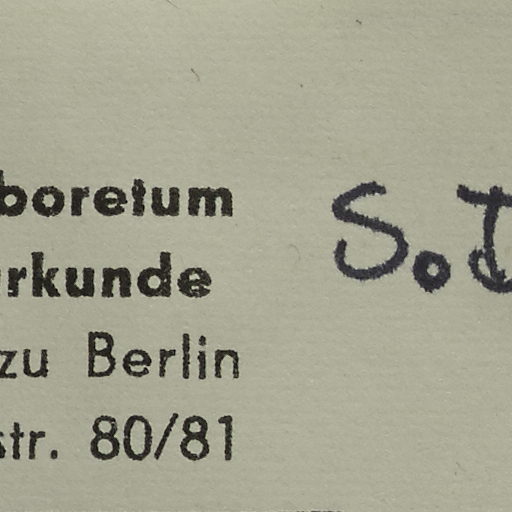 boretum
rkunde
zu Berlin
str. 80/81
S.